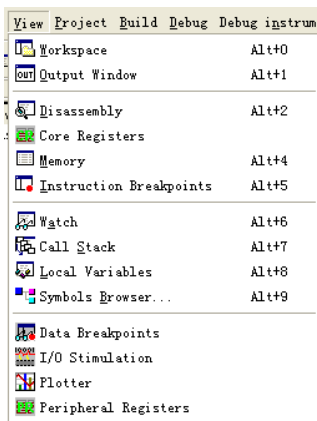 View Project Build Debug Debug instrum
Workspace Alt+0
OUT Output Window Alt+1
Disassembly Alt+2
Core Registers
Memory Alt+4
Instruction Breakpoints Alt+5
Watch Alt+6
Call Stack Alt+7
Local Variables Alt+8
Symbols Browser... Alt+9
Data Breakpoints
I/O Stimulation
Plotter
Peripheral Registers